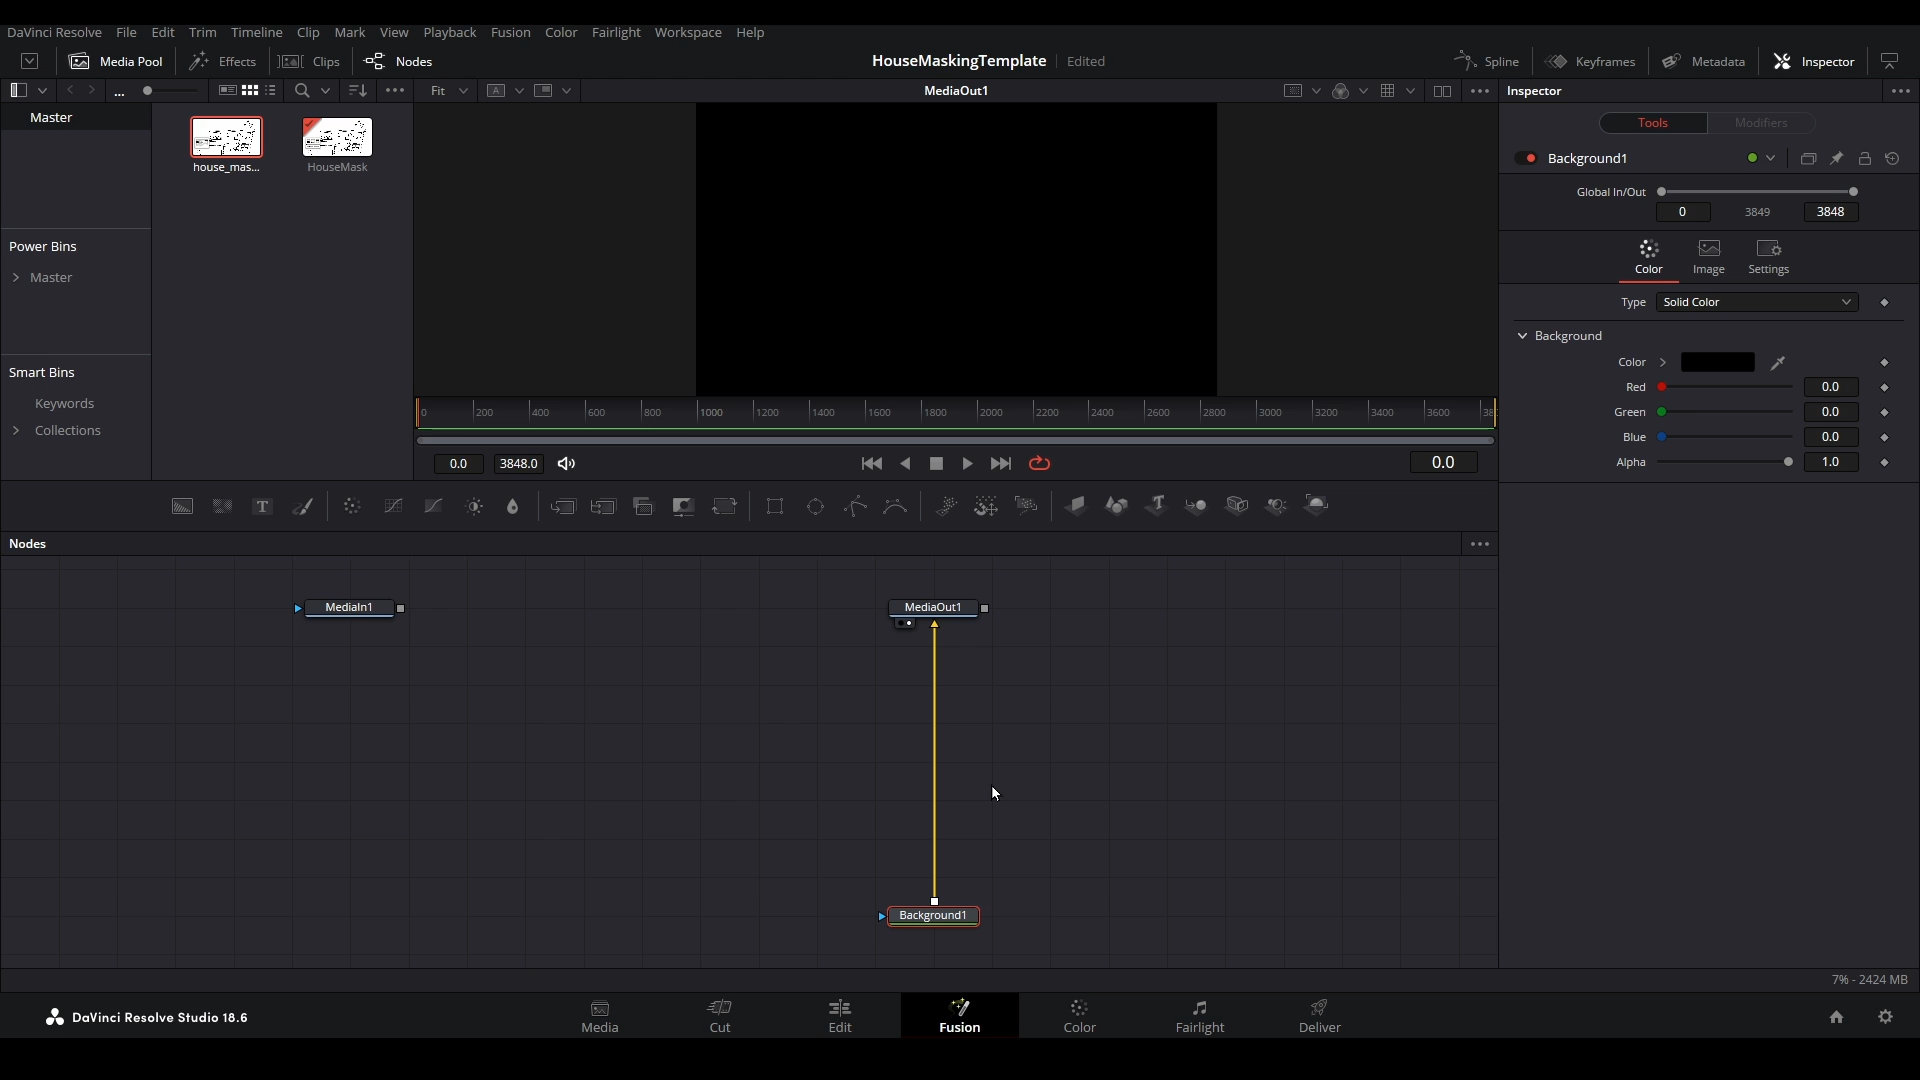 DaVinci Resolve File Edit Trim Timeline Clip Mark View Playback Fusion Color Fairlight Workspace Help
Media Pool Effects Clips Nodes HouseMaskingTemplate Edited Spline Keyframes Metadata Inspector
... Fit A MediaOut1 Inspector
Master
house_mas... HouseMask
Power Bins
Master
Smart Bins
Keywords
Collections
Tools Modifiers
Background1
Global In/Out
0 3849 3848
Color Image Settings
Type Solid Color
Background
Color
Red 0.0
Green 0.0
Blue 0.0
Alpha 1.0
0 200 400 600 800 1000 1200 1400 1600 1800 2000 2200 2400 2600 2800 3000 3200 3400 3600 38
0.0 3848.0 0.0
T T
Nodes
MediaIn1 MediaOut1
Background1
7% - 2424 MB
DaVinci Resolve Studio 18.6
Media Cut Edit Fusion Color Fairlight Deliver